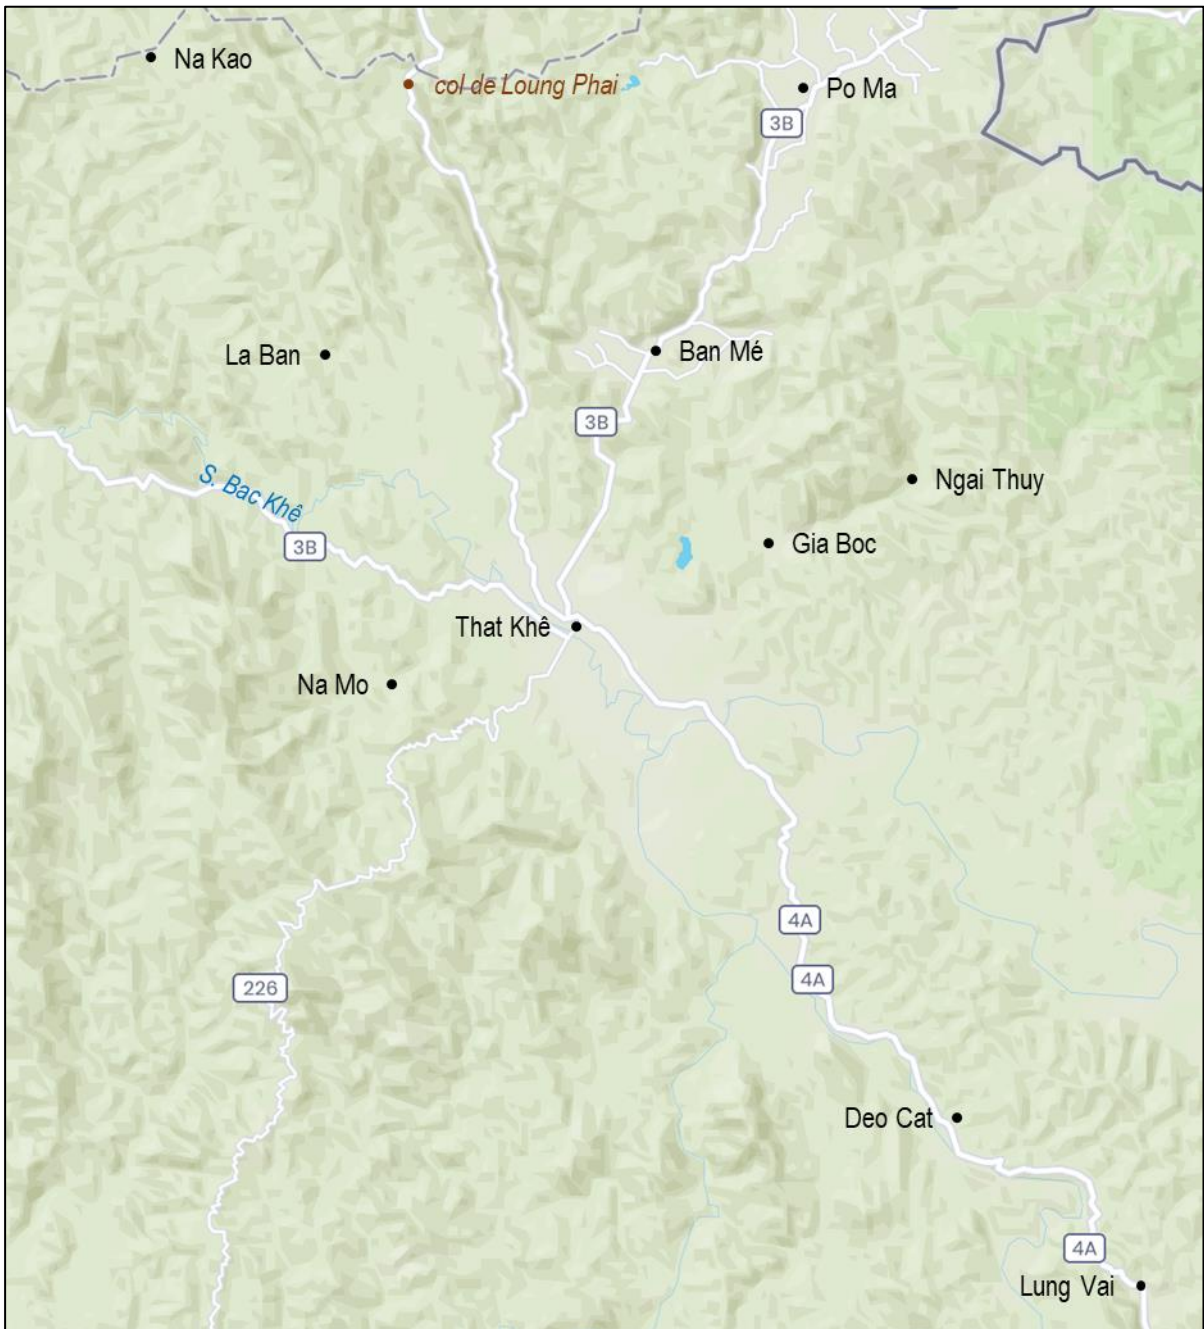 Na Kao
col de Loung Phai
Po Ma
3B
La Ban
Ban Mé
3B
S. Bac Khê
Ngai Thuy
3B
Gia Boc
That Khê
Na Mo
4A
4A
226
Deo Cat
4A
Lung Vai